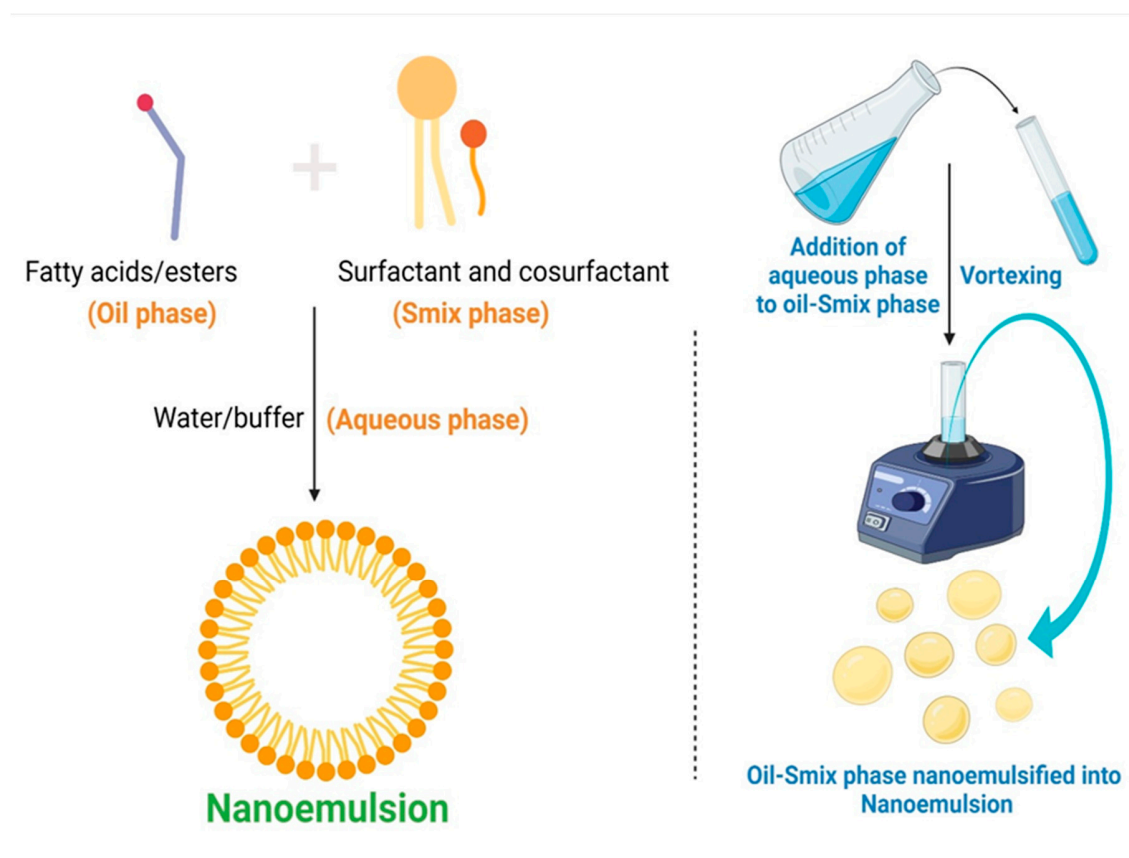 Fatty acids/esters
(Oil phase)
Surfactant and cosurfactant
(Smix phase)
Water/buffer
(Aqueous phase)
Nanoemulsion
Addition of
aqueous phase
to oil-Smix phase
Vortexing
Oil-Smix phase nanoemulsified into
Nanoemulsion